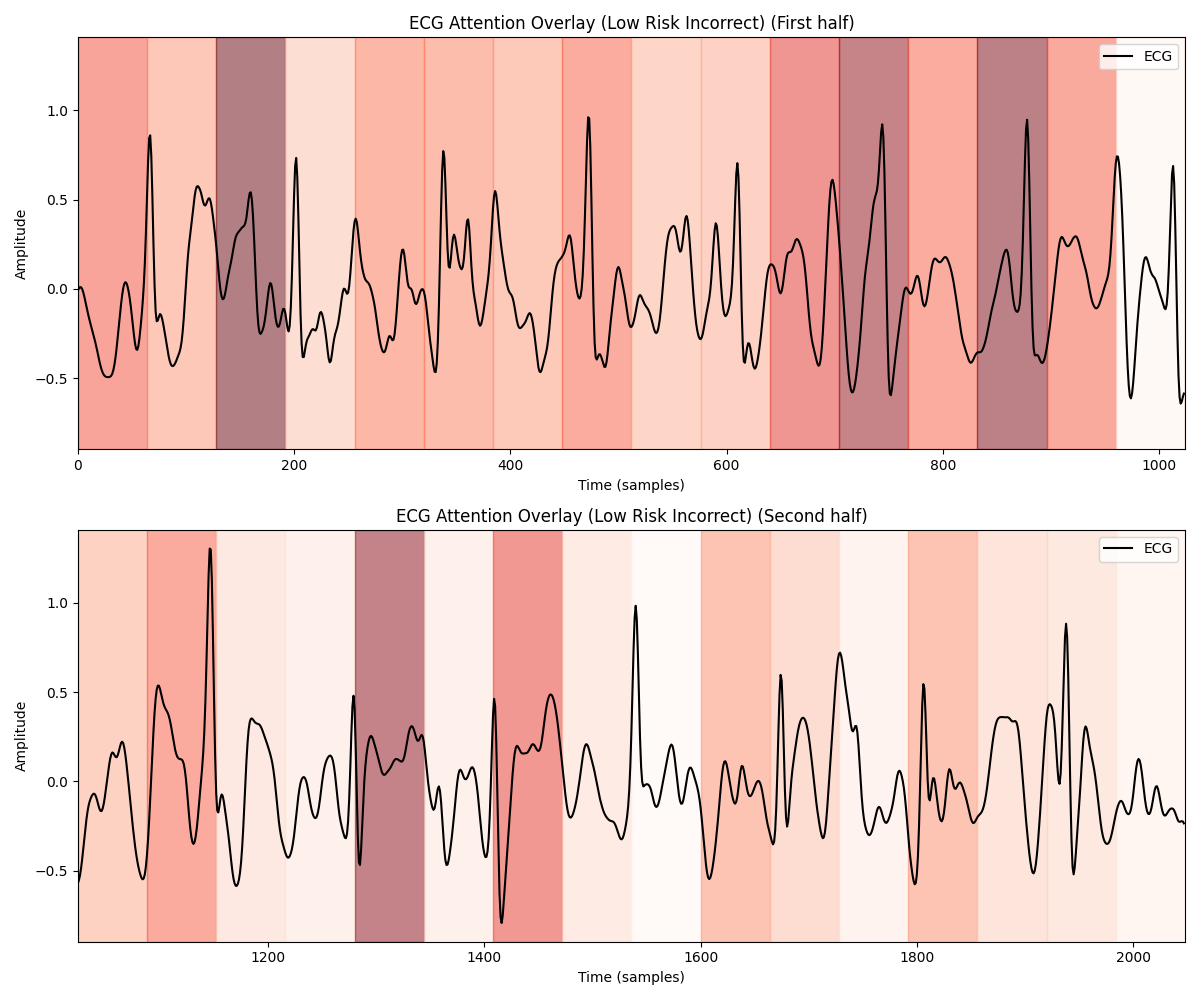 ECG Attention Overlay (Low Risk Incorrect) (First half)
ECG
Amplitude
1.0
0.5
0.0
−0.5
0 200 400 600 800 1000
Time (samples)
ECG Attention Overlay (Low Risk Incorrect) (Second half)
ECG
Amplitude
1.0
0.5
0.0
−0.5
1200 1400 1600 1800 2000
Time (samples)